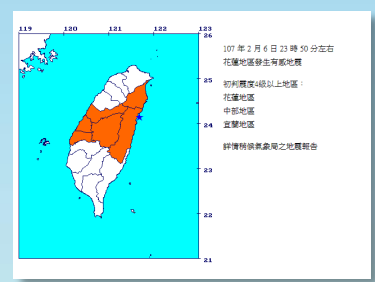 119 120 121 122 123
26
25
24
23
22
21
107 年 2 月 6 日 23 時 50 分左右
花蓮地區發生有感地震
初判震度4級以上地區：
花蓮地區
中部地區
宜蘭地區
詳情稍候氣象局之地震報告